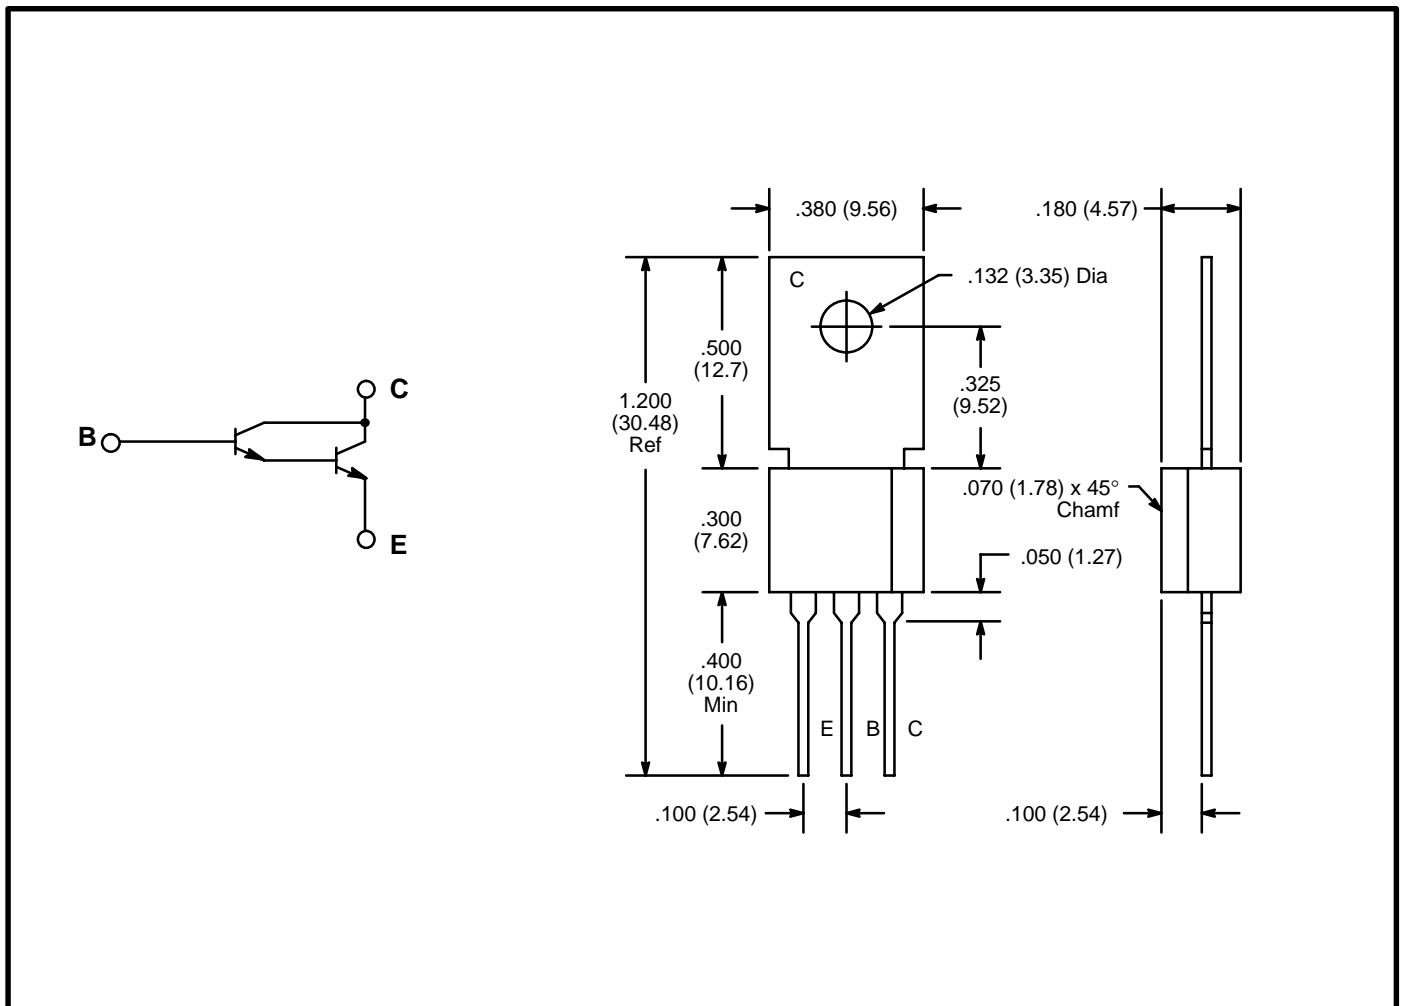 .380 (9.56)
.180 (4.57)
C
.132 (3.35) Dia
.500
(12.7)
.325
(9.52)
1.200
(30.48)
Ref
C
B
E
.070 (1.78) x 45°
Chamf
.300
(7.62)
.050 (1.27)
.400
(10.16)
Min
E B C
.100 (2.54)
.100 (2.54)